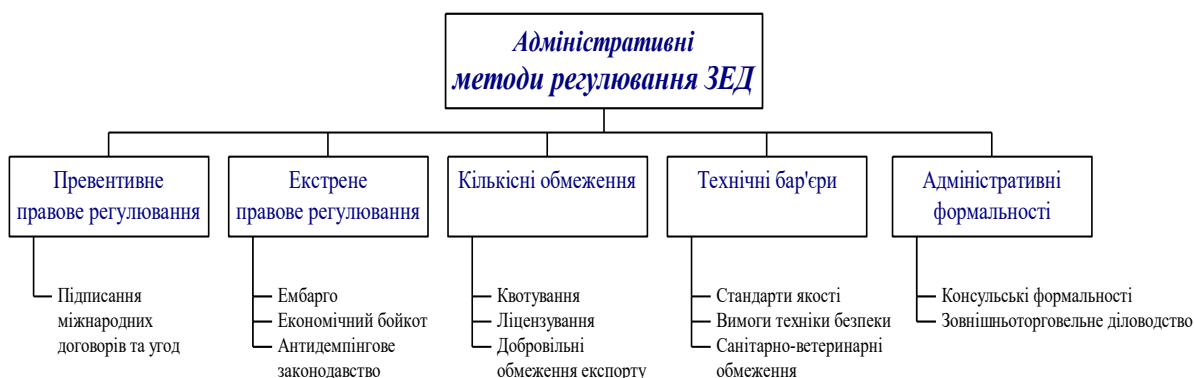 Адміністративні
методи регулювання ЗЕД
Превентивне
правове регулювання
Екстрене
правове регулювання
Кількісні обмеження
Технічні бар'єри
Адміністративні
формальності
Підписання
міжнародних
договорів та угод
Ембарго
Економічний бойкот
Антидемпінгове
законодавство
Квотування
Ліцензування
Добровільні
обмеження експорту
Стандарти якості
Вимоги техніки безпеки
Санітарно-ветеринарні
обмеження
Консульські формальності
Зовнішньоторговельне діловодство